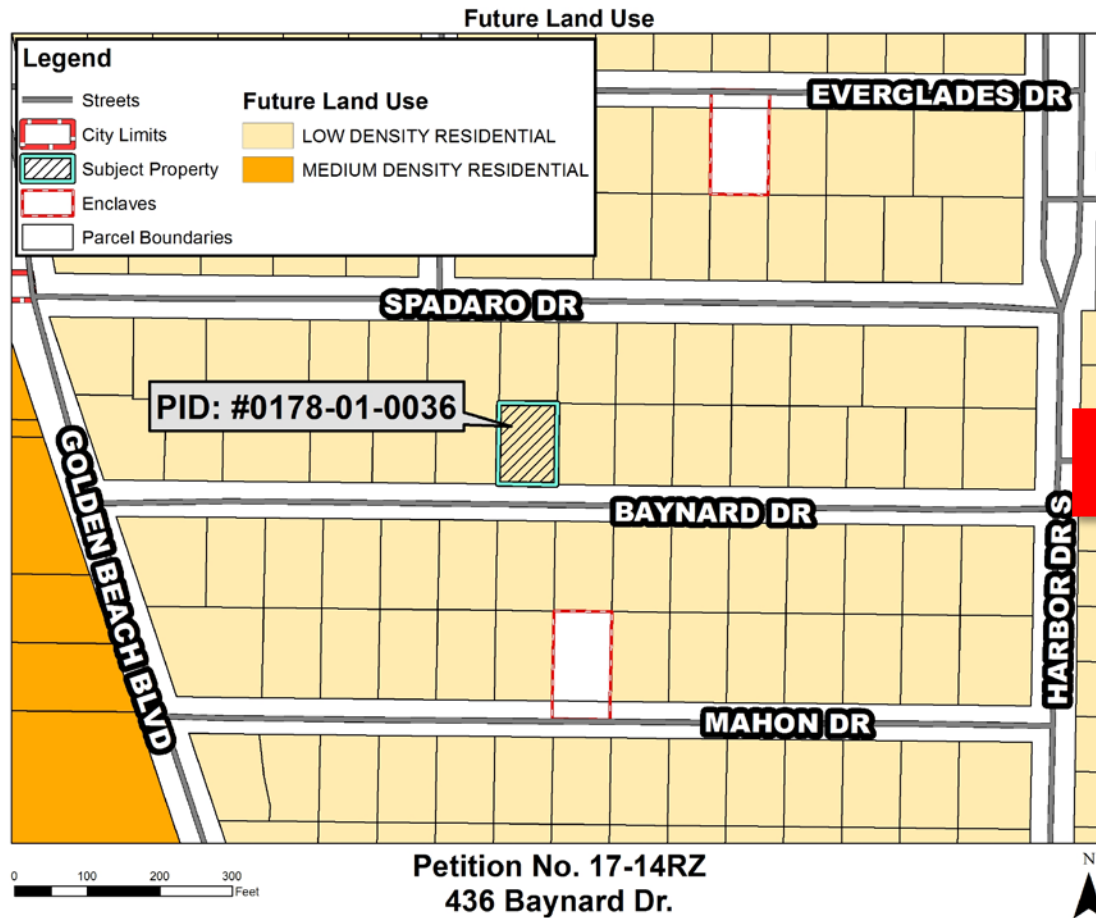 Future Land Use
Legend
Streets
City Limits
Subject Property
Enclaves
Parcel Boundaries
Future Land Use
LOW DENSITY RESIDENTIAL
MEDIUM DENSITY RESIDENTIAL
EVERGLADES DR
SPADARO DR
PID: #0178-01-0036
GOLDEN BEACH BLVD
BAYNARD DR
HARBOR DR S
MAHON DR
0 100 200 300
Feet
Petition No. 17-14RZ
436 Baynard Dr.
N